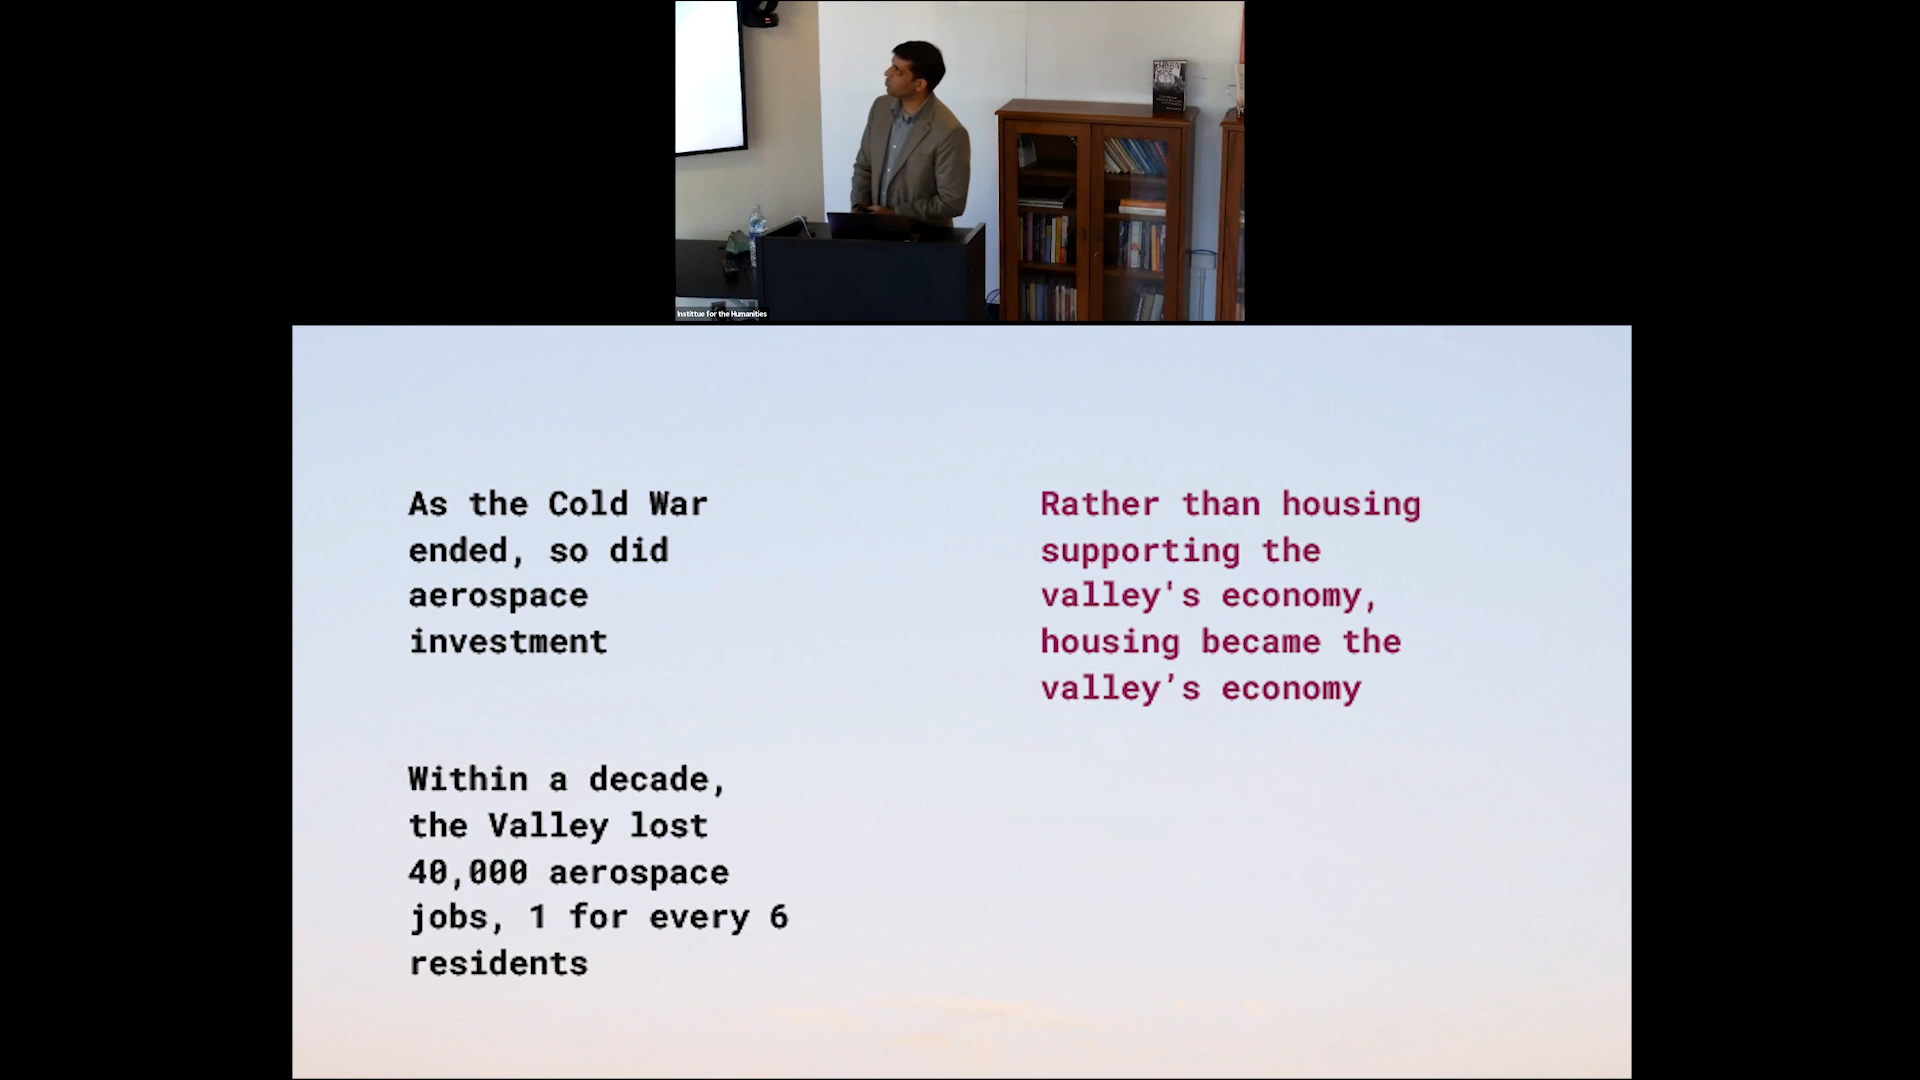 Instittue for the Humanities
As the Cold War
ended, so did
aerospace
investment
Within a decade,
the Valley lost
40,000 aerospace
jobs, 1 for every 6
residents
Rather than housing
supporting the
valley's economy,
housing became the
valley’s economy